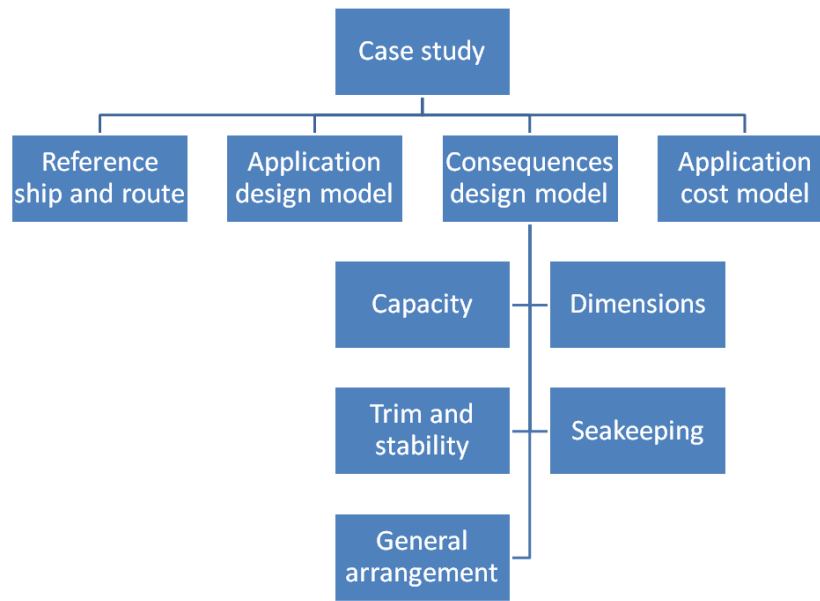 Case study
Reference
ship and route
Application
design model
Consequences
design model
Application
cost model
Capacity
Dimensions
Trim and
stability
Seakeeping
General
arrangement